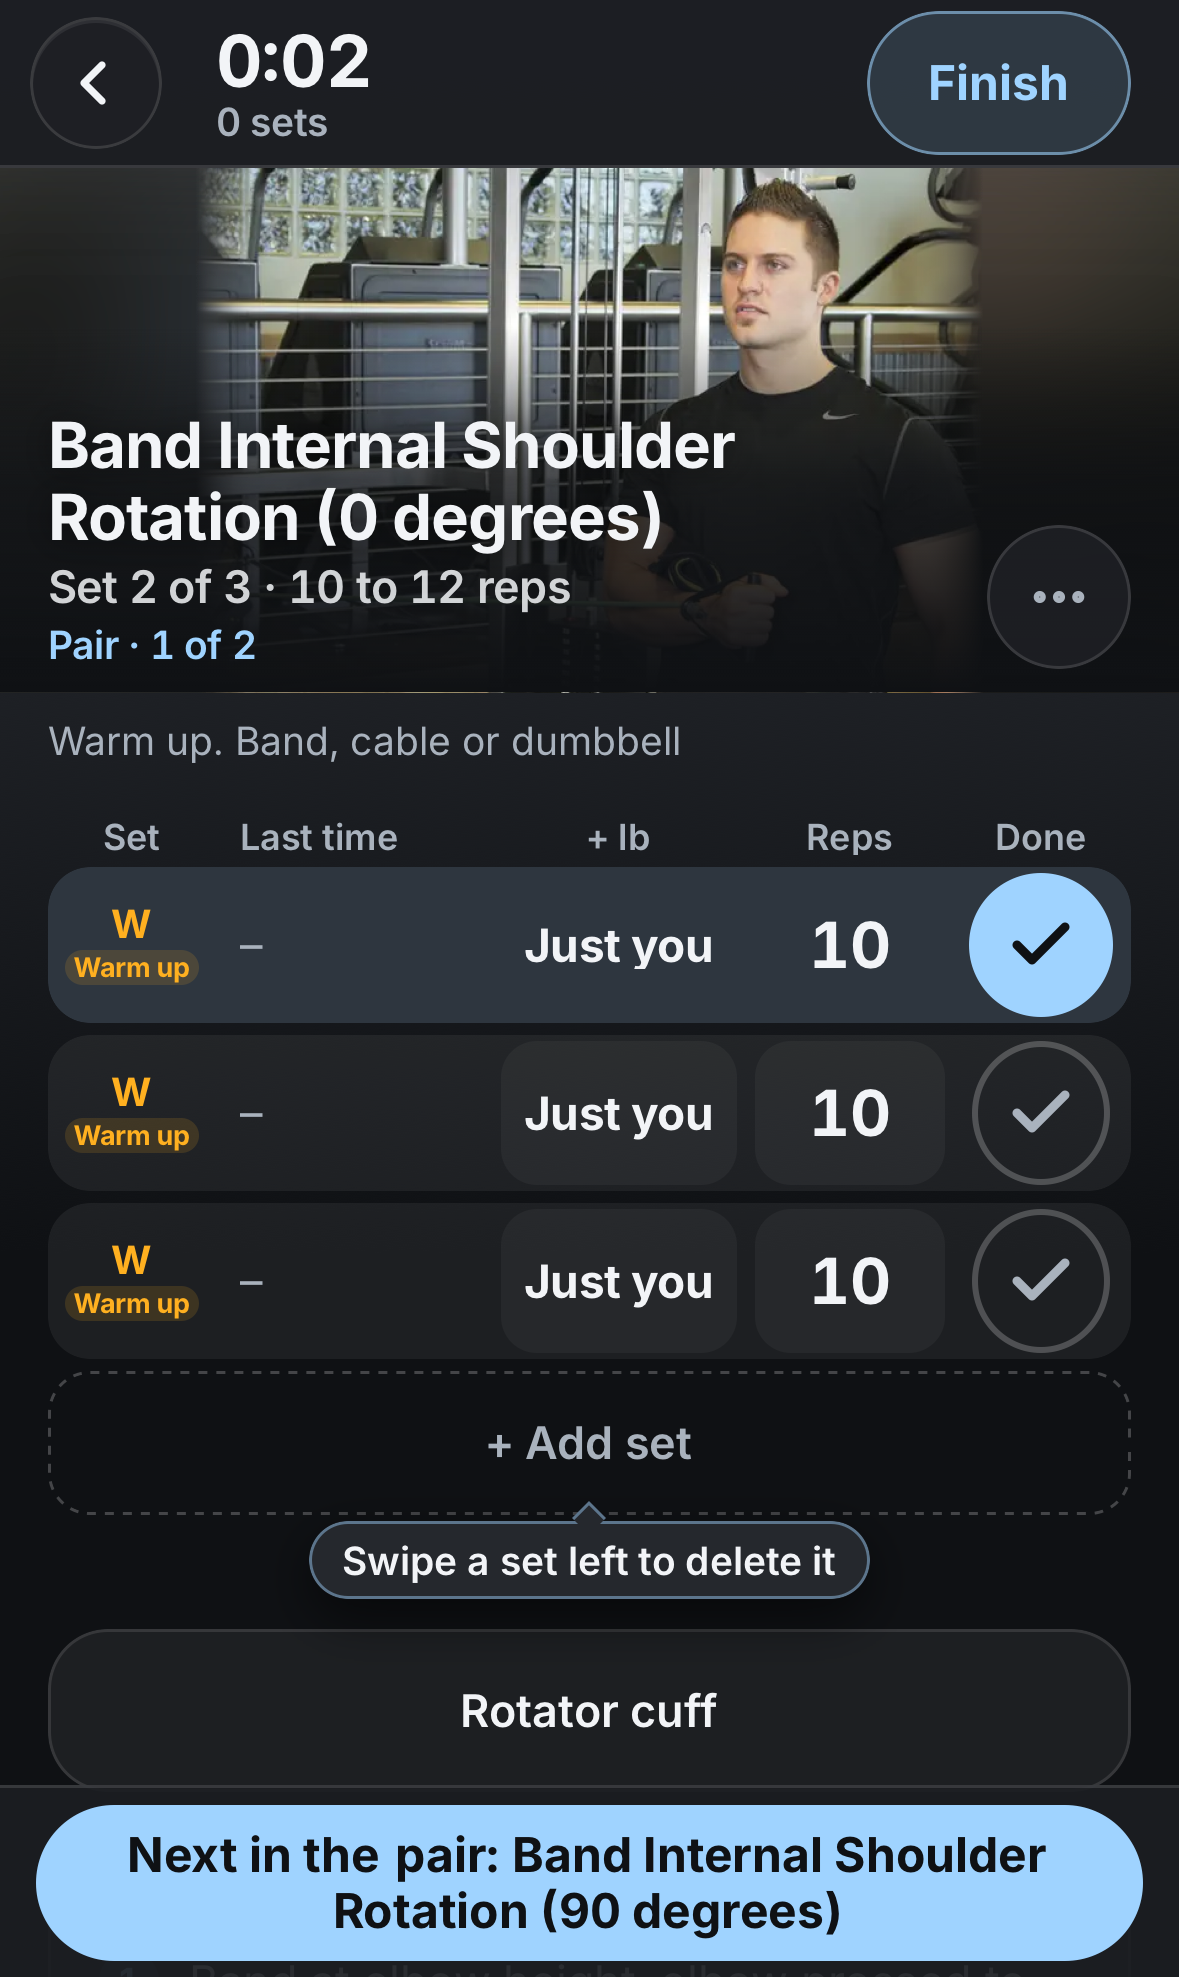 0:02
0 sets
Finish
Band Internal Shoulder
Rotation (0 degrees)
Set 2 of 3 · 10 to 12 reps
Pair · 1 of 2
Warm up. Band, cable or dumbbell
Set Last time + lb Reps Done
W
Warm up
– Just you 10
W
Warm up
– Just you 10
W
Warm up
– Just you 10
+ Add set
Swipe a set left to delete it
Rotator cuff
Next in the pair: Band Internal Shoulder
Rotation (90 degrees)